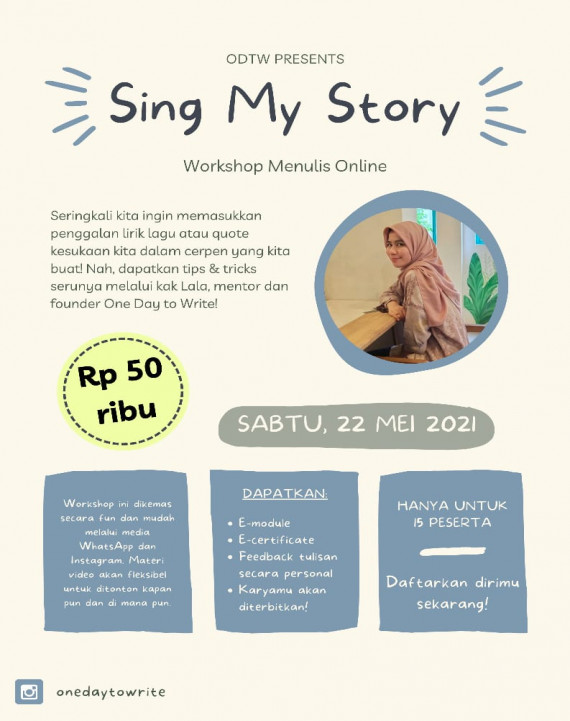 ODTW PRESENTS
Sing My Story
Workshop Menulis Online
Seringkali kita ingin memasukkan
penggalan lirik lagu atau quote
kesukaan kita dalam cerpen yang kita
buat! Nah, dapatkan tips & tricks
serunya melalui kak Lala, mentor dan
founder One Day to Write!
Rp 50
ribu
SABTU, 22 MEI 2021
Workshop ini dikemas
secara fun dan mudah
melalui media
WhatsApp dan
Instagram. Materi
video akan fleksibel
untuk ditonton kapan
pun dan di mana pun.
DAPATKAN:
• E-module
• E-certificate
• Feedback tulisan
secara personal
• Karyamu akan
diterbitkan!
HANYA UNTUK
15 PESERTA
Daftarkan dirimu
sekarang!
onedaytowrite